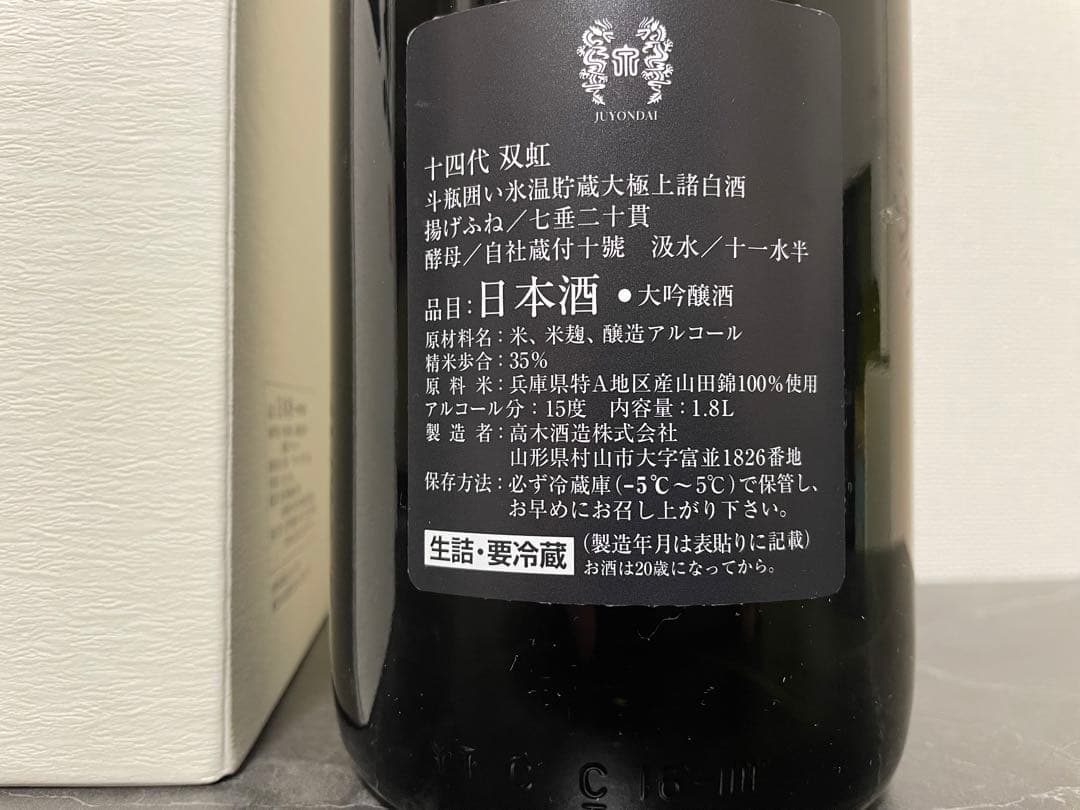 JUYONDAI
十四代 双虹
斗瓶囲い氷温貯蔵大極上諸白酒
揚げふね／七垂二十貫
酵母／自社蔵付十號 汲水／十一水半
品目：日本酒 ●大吟醸酒
原材料名：米、米麹、醸造アルコール
精米歩合：35%
原料米：兵庫県特A地区産山田錦100%使用
アルコール分：15度 内容量：1.8L
製造者：高木酒造株式会社
山形県村山市大字富並1826番地
保存方法：必ず冷蔵庫(-5℃～5℃)で保管し、
お早めにお召し上がり下さい。
生詰・要冷蔵 (製造年月は表貼りに記載)
お酒は20歳になってから。